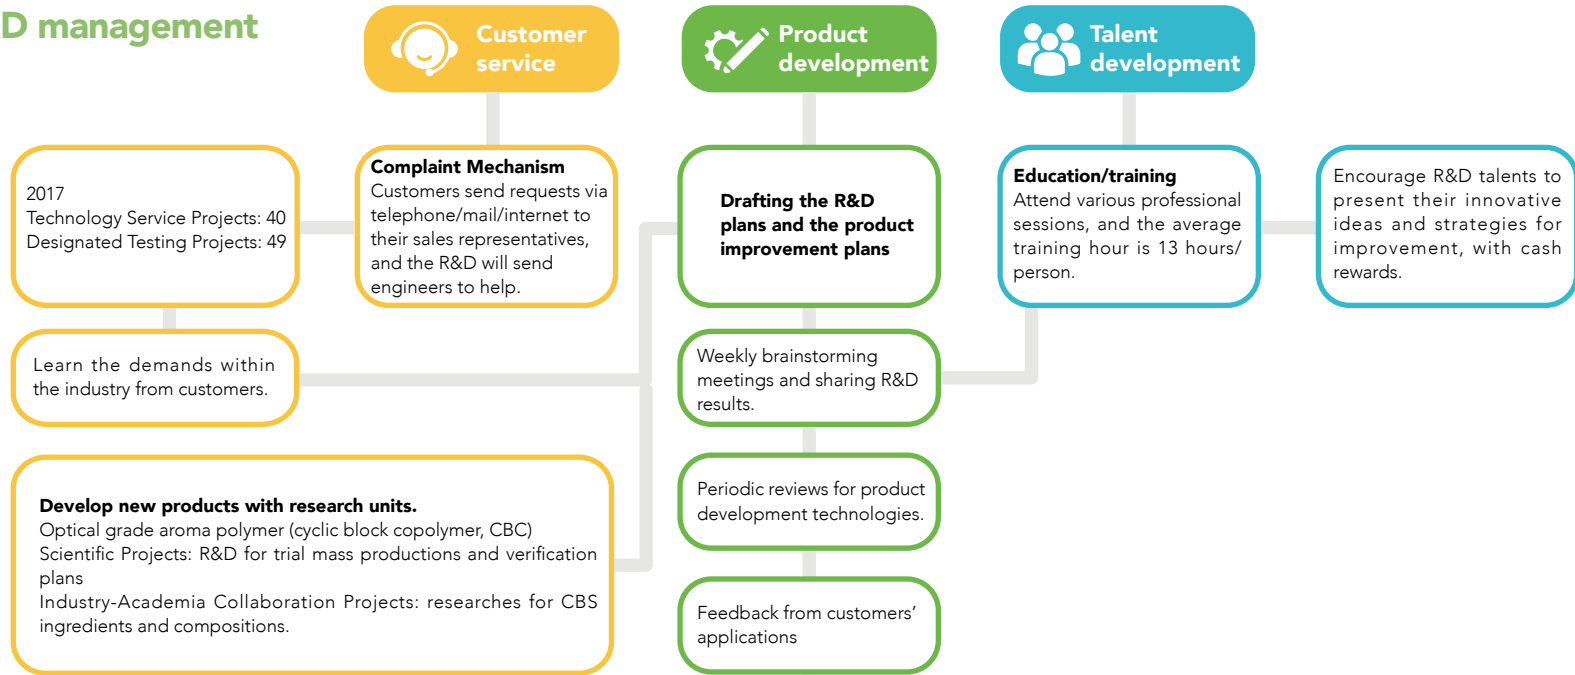 D management
Customer
service
Product
development
Talent
development
2017
Technology Service Projects: 40
Designated Testing Projects: 49
Complaint Mechanism
Customers send requests via
telephone/mail/internet to
their sales representatives,
and the R&D will send
engineers to help.
Drafting the R&D
plans and the product
improvement plans
Education/training
Attend various professional
sessions, and the average
training hour is 13 hours/
person.
Encourage R&D talents to
present their innovative
ideas and strategies for
improvement, with cash
rewards.
Learn the demands within
the industry from customers.
Weekly brainstorming
meetings and sharing R&D
results.
Develop new products with research units.
Optical grade aroma polymer (cyclic block copolymer, CBC)
Scientific Projects: R&D for trial mass productions and verification
plans
Industry-Academia Collaboration Projects: researches for CBS
ingredients and compositions.
Periodic reviews for product
development technologies.
Feedback from customers’
applications